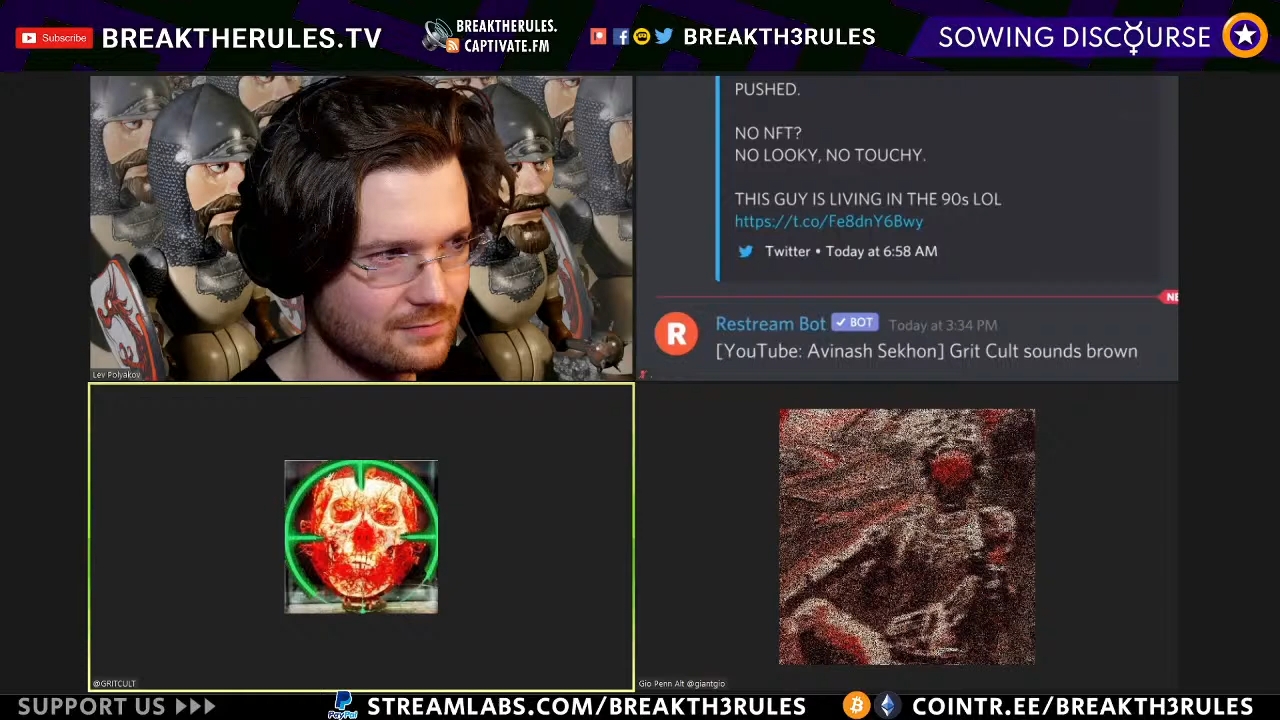 Subscribe
BREAKTHERULES.TV
BREAKTHERULES.
CAPTIVATE.FM
BREAKTH3RULES
SOWING DISCOURSE
PUSHED.
NO NFT?
NO LOOKY, NO TOUCHY.
THIS GUY IS LIVING IN THE 90s LOL
https://t.co/Fe8dnY6Bwy
Twitter • Today at 6:58 AM
NE
R
Restream Bot ✔ BOT Today at 3:34 PM
[YouTube: Avinash Sekhon] Grit Cult sounds brown
Lev Polyakov
@GRITCULT
Gio Penn Alt @giantgio
SUPPORT US >>>
PayPal
STREAMLABS.COM/BREAKTH3RULES
COINTR.EE/BREAKTH3RULES